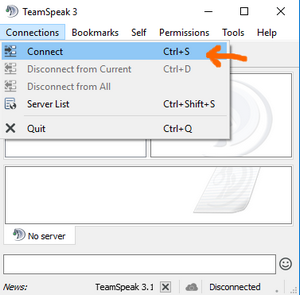 TeamSpeak 3
Connections Bookmarks Self Permissions Tools Help
Connect Ctrl+S
Disconnect from Current Ctrl+D
Disconnect from All
Server List Ctrl+Shift+S
Quit Ctrl+Q
No server
News: TeamSpeak 3.1 Disconnected